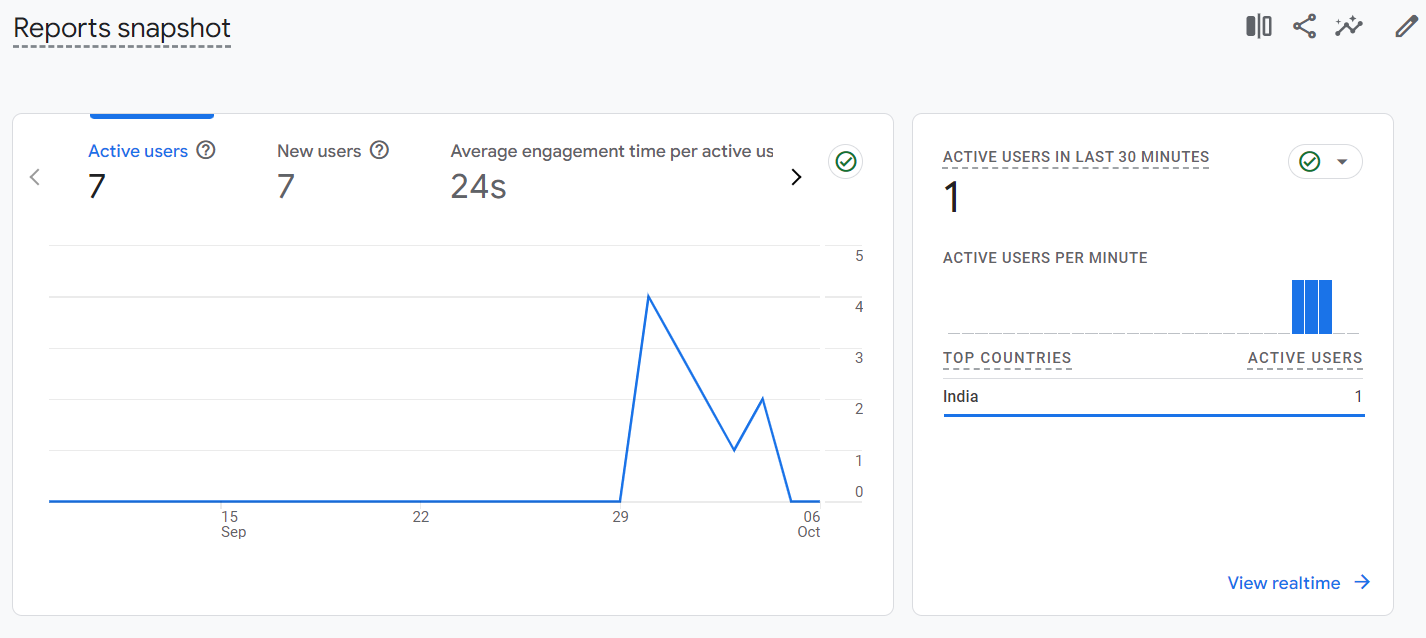 Reports snapshot
Active users
7
New users
7
Average engagement time per active us
24s
5
4
3
2
1
0
15
Sep
22
29
06
Oct
ACTIVE USERS IN LAST 30 MINUTES
1
ACTIVE USERS PER MINUTE
TOP COUNTRIES ACTIVE USERS
India 1
View realtime